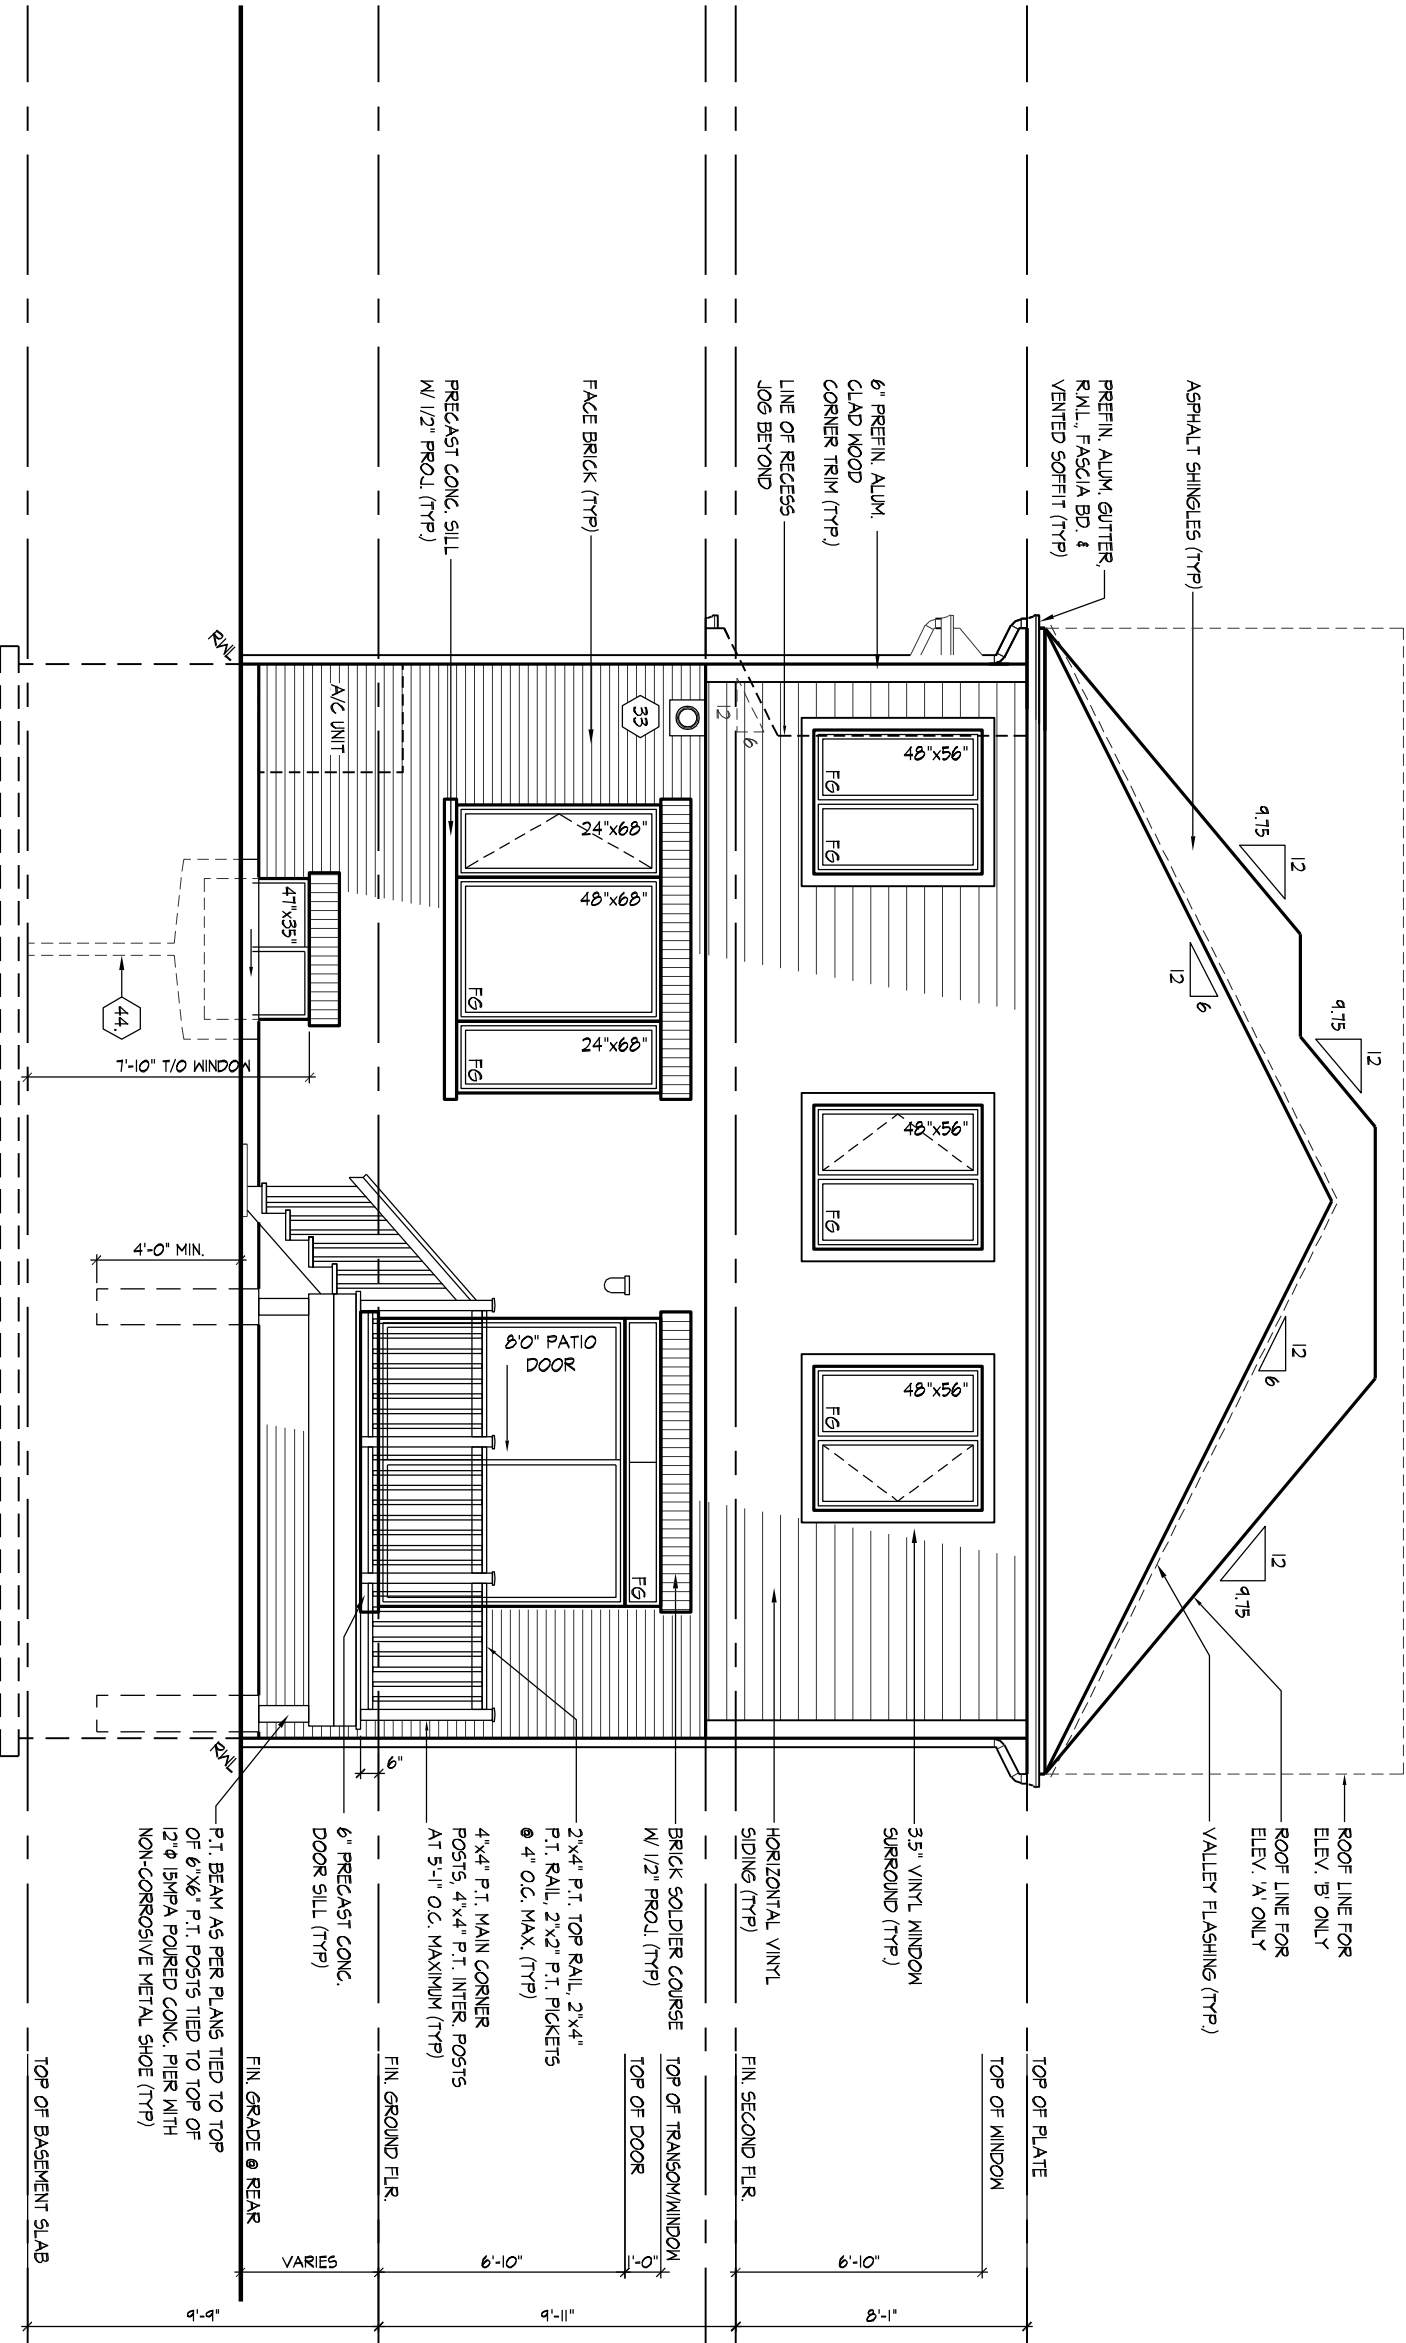 ROOF LINE FOR
ELEV. 'B' ONLY
ROOF LINE FOR
ELEV. 'A' ONLY
VALLEY FLASHING (TYP.)
12
9.75
12
9.75
12
6
12
6
12
9.75
ASPHALT SHINGLES (TYP)
PREFIN. ALUM. GUTTER,
R.W.L., FASCIA BD. &
VENTED SOFFIT (TYP)
6" PREFIN. ALUM.
CLAD WOOD
CORNER TRIM (TYP.)
LINE OF RECESS
JOG BEYOND
FACE BRICK (TYP)
PRECAST CONC. SILL
W/ 1/2" PROJ. (TYP.)
48"x56"
FG
FG
48"x56"
FG
48"x56"
FG
12
6
33
24"x68"
48"x68"
FG
24"x68"
FG
8'0" PATIO
DOOR
FG
A/C UNIT
47"x35"
44.
7'-10" T/O WINDOW
4'-0" MIN.
6"
RWL
RWL
3.5" VINYL WINDOW
SURROUND (TYP.)
HORIZONTAL VINYL
SIDING (TYP)
BRICK SOLDIER COURSE
W/ 1/2" PROJ. (TYP)
2"x4" P.T. TOP RAIL, 2"x4"
P.T. RAIL, 2"x2" P.T. PICKETS
@ 4" O.C. MAX. (TYP)
4"x4" P.T. MAIN CORNER
POSTS, 4"x4" P.T. INTER. POSTS
AT 5'-1" O.C. MAXIMUM (TYP)
6" PRECAST CONC.
DOOR SILL (TYP)
P.T. BEAM AS PER PLANS TIED TO TOP
OF 6"X6" P.T. POSTS TIED TO TOP OF
12"φ 15MPA POURED CONC. PIER WITH
NON-CORROSIVE METAL SHOE (TYP)
TOP OF PLATE
TOP OF WINDOW
FIN. SECOND FLR.
TOP OF TRANSOM/WINDOW
TOP OF DOOR
FIN. GROUND FLR.
FIN. GRADE @ REAR
TOP OF BASEMENT SLAB
6'-10"
1'-0"
6'-10"
VARIES
8'-1"
9'-11"
9'-9"